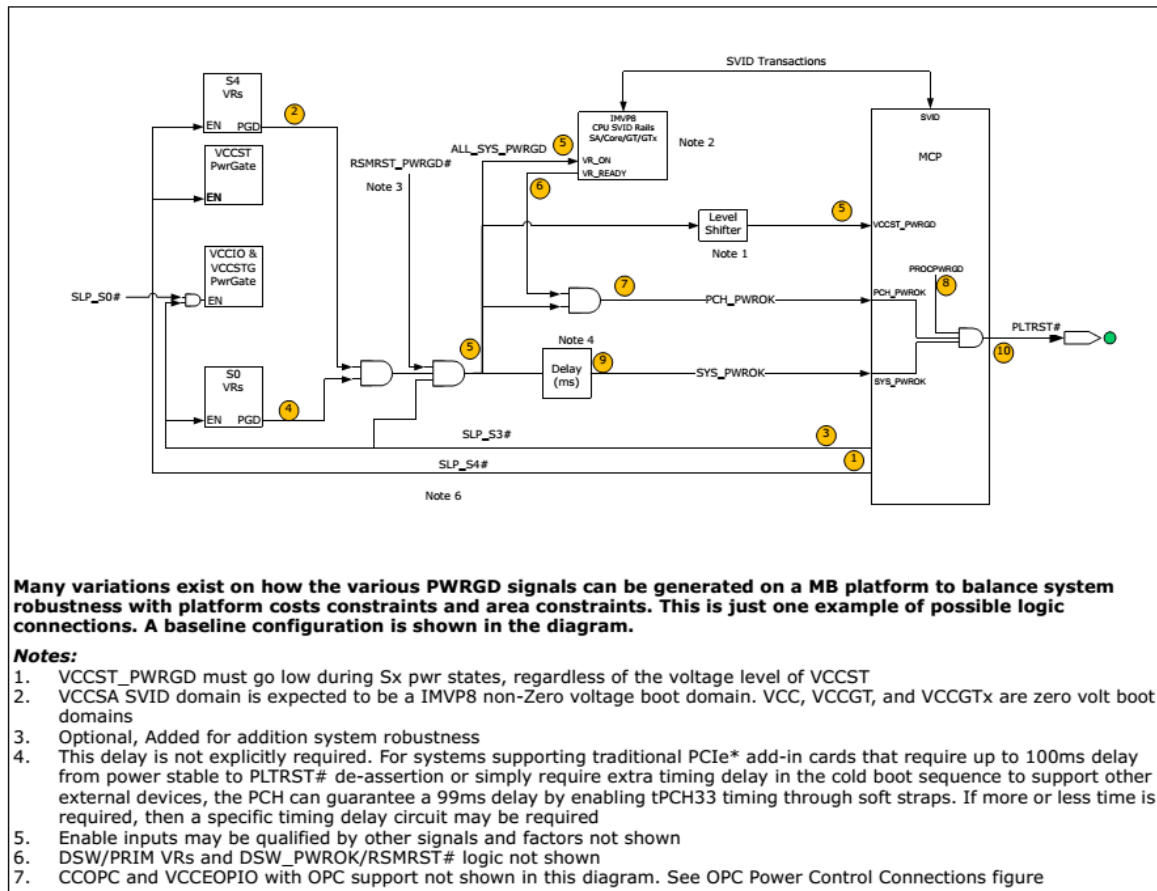 SVID Transactions
S4
VRs
2
EN PGD
IMVP8
CPU SVID Rails
SA/Core/GT/GTx
SVID
Note 2
MCP
ALL_SYS_PWRGD
5
VR_ON
VR_READY
VCCST
PwrGate
EN
RSMRST_PWRGD#
Note 3
6
Level
Shifter
5
VCCST_PWRGD
Note 1
VCCIO &
VCCSTG
PwrGate
EN
SLP_S0#
PROCPWRGD
8
7
PCH_PWROK
PCH_PWROK
PLTRST#
10
Note 4
5
Delay
(ms)
9
SYS_PWROK
SYS_PWROK
S0
VRs
EN PGD
4
SLP_S3#
3
SLP_S4#
1
Note 6
Many variations exist on how the various PWRGD signals can be generated on a MB platform to balance system
robustness with platform costs constraints and area constraints. This is just one example of possible logic
connections. A baseline configuration is shown in the diagram.
Notes:
1. VCCST_PWRGD must go low during Sx pwr states, regardless of the voltage level of VCCST
2. VCCSA SVID domain is expected to be a IMVP8 non-Zero voltage boot domain. VCC, VCCGT, and VCCGTx are zero volt boot
domains
3. Optional, Added for addition system robustness
4. This delay is not explicitly required. For systems supporting traditional PCIe* add-in cards that require up to 100ms delay
from power stable to PLTRST# de-assertion or simply require extra timing delay in the cold boot sequence to support other
external devices, the PCH can guarantee a 99ms delay by enabling tPCH33 timing through soft straps. If more or less time is
required, then a specific timing delay circuit may be required
5. Enable inputs may be qualified by other signals and factors not shown
6. DSW/PRIM VRs and DSW_PWROK/RSMRST# logic not shown
7. CCOPC and VCCEOPIO with OPC support not shown in this diagram. See OPC Power Control Connections figure